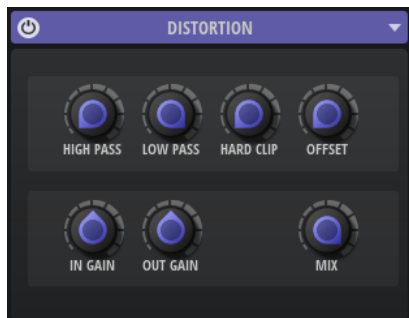 DISTORTION
HIGH PASS LOW PASS HARD CLIP OFFSET
IN GAIN OUT GAIN MIX